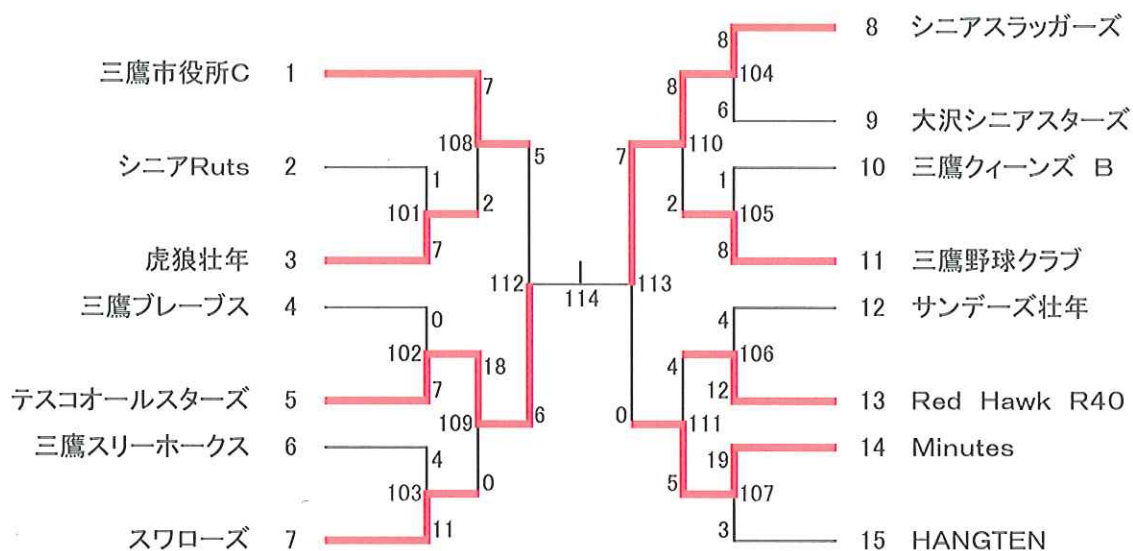 三鷹市役所C 1
シニアRuts 2
虎狼壮年 3
三鷹ブレーブス 4
テスコオールスターズ 5
三鷹スリーホークス 6
スワローズ 7
7
108
1
101
2
7
5
0
102
7
18
109
4
103
11
0
112
6
114
8 シニアスラッガーズ
9 大沢シニアスターズ
10 三鷹クィーンズ B
11 三鷹野球クラブ
12 サンデーズ壮年
13 Red Hawk R40
14 Minutes
15 HANGTEN
8
104
6
8
110
7
1
105
2
8
113
4
106
4
12
111
0
19
107
5
3